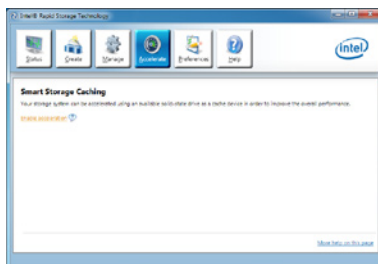 Intel® Rapid Storage Technology
Status Create Manage Accelerate Preferences Help
intel
Smart Storage Caching
Your storage system can be accelerated using an available solid-state drive as a cache device in order to improve the overall performance.
Enable acceleration ?
More help on this page